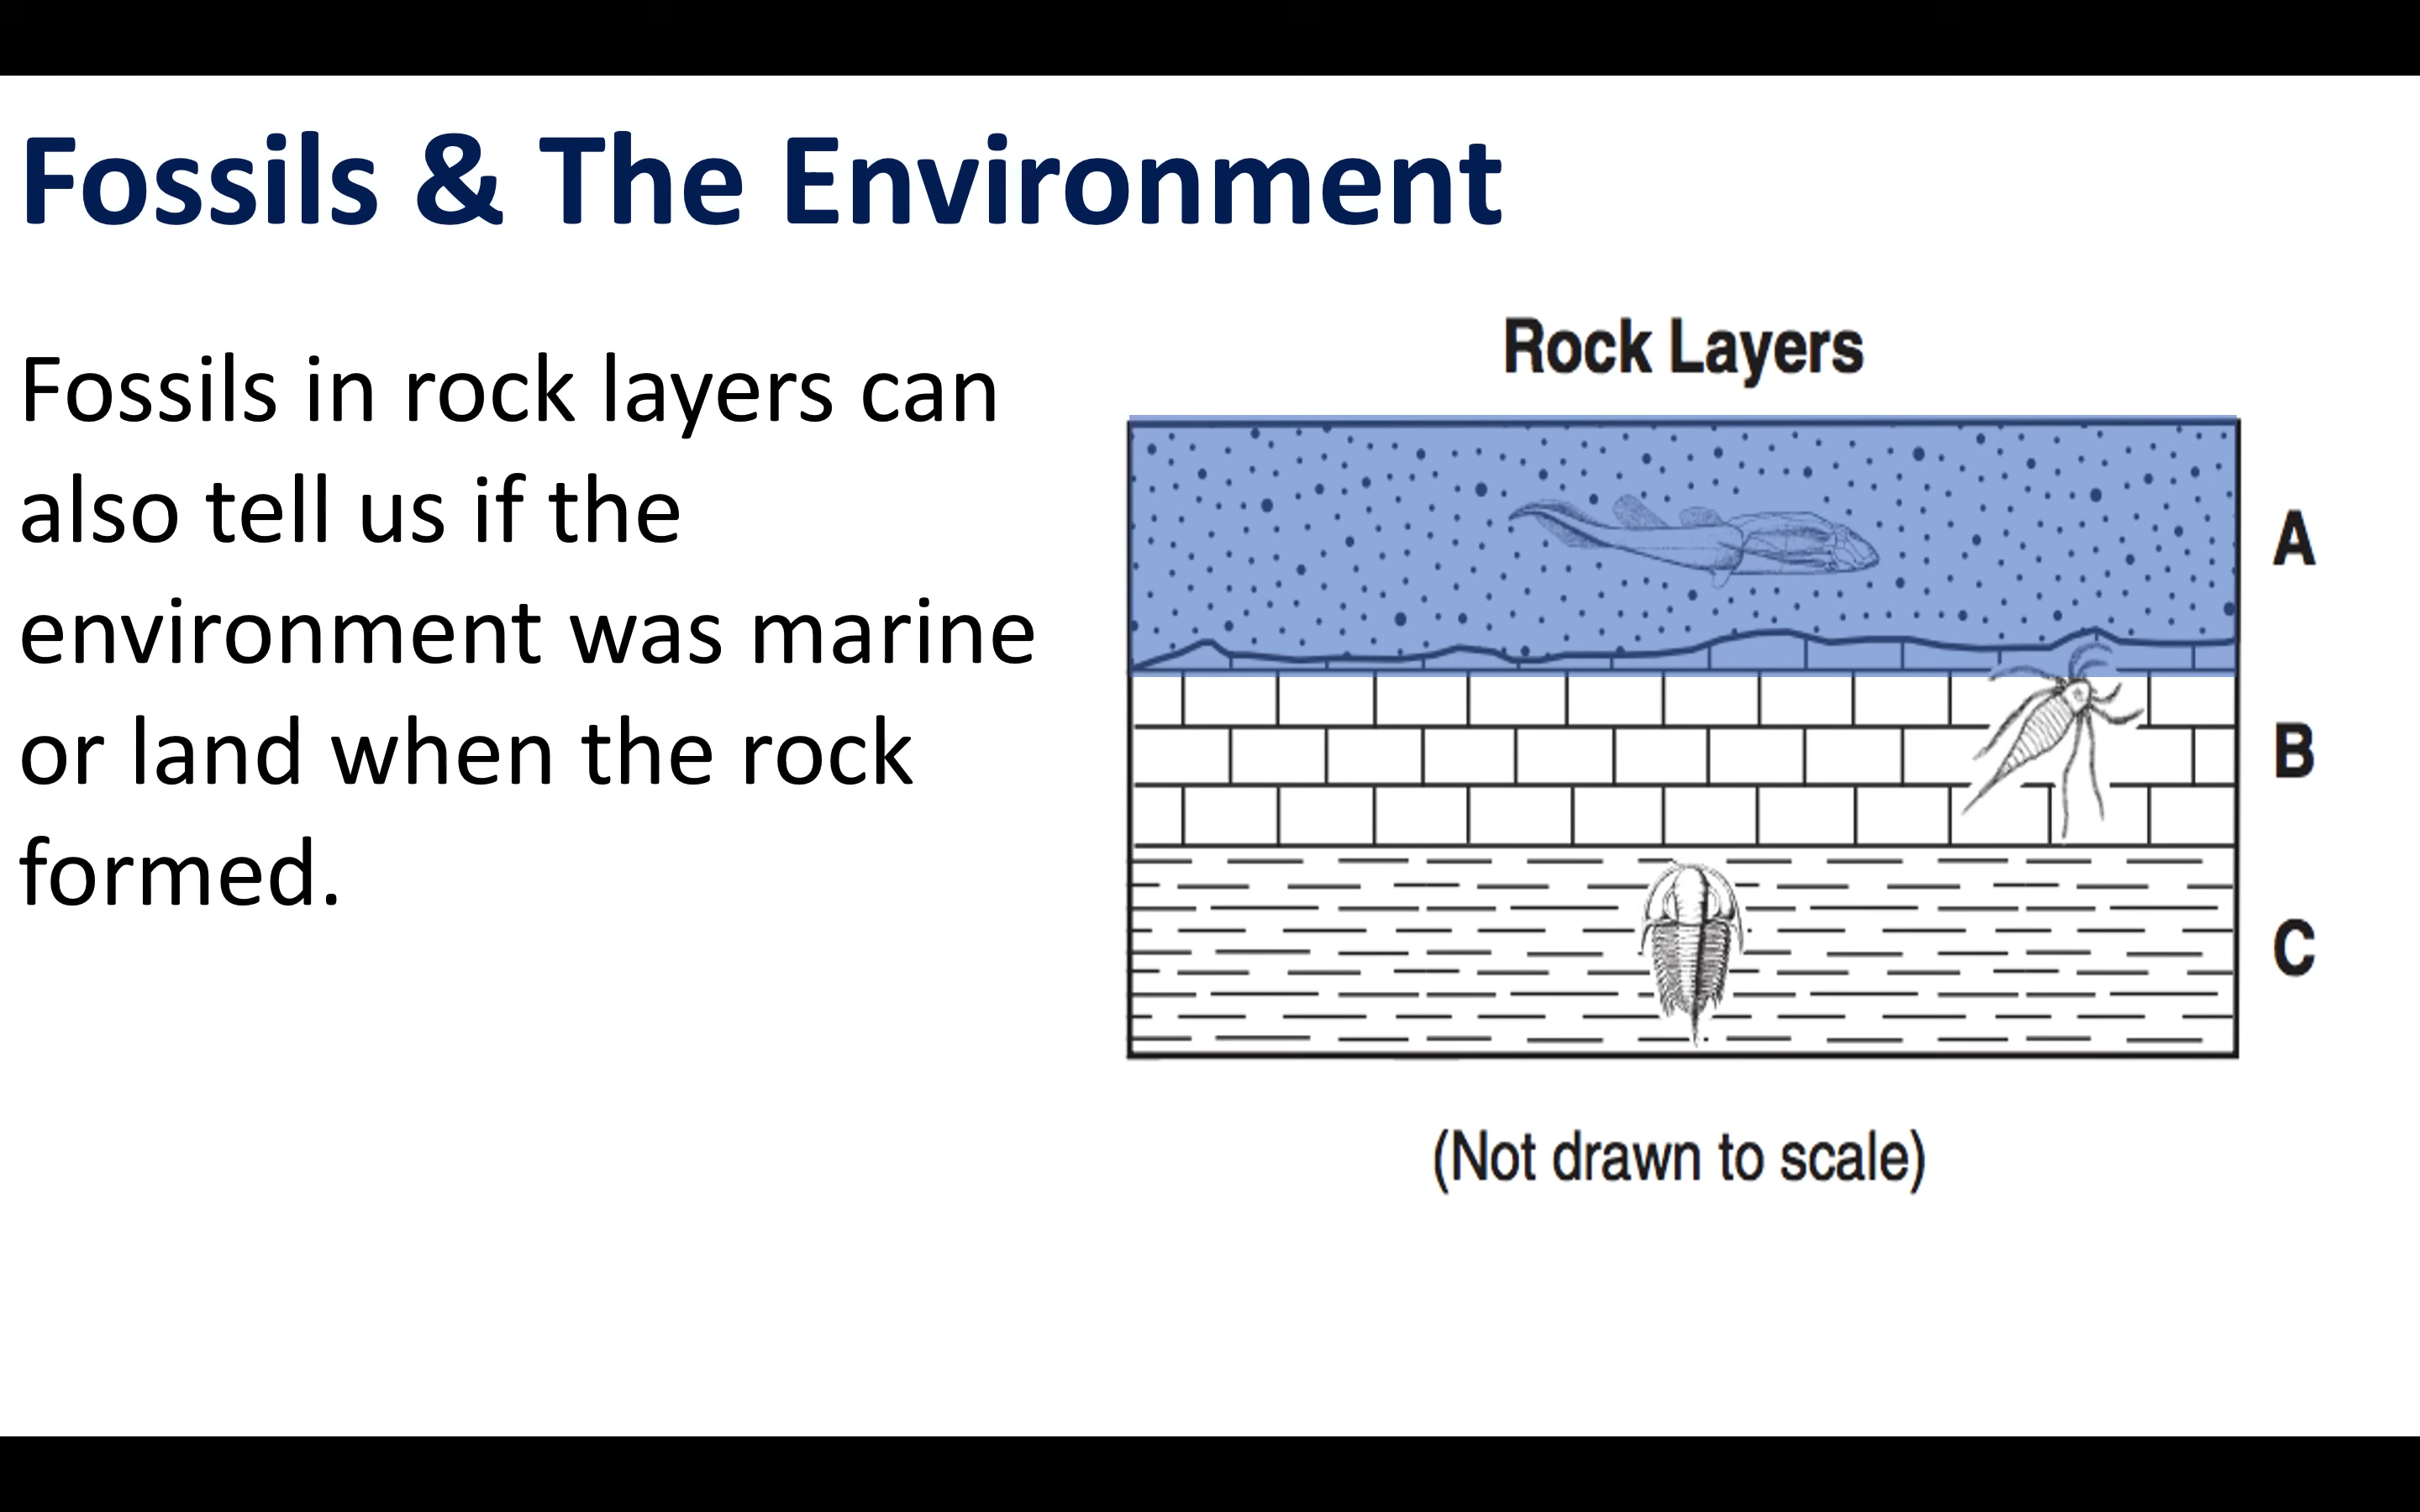 Fossils & The Environment
Fossils in rock layers can
also tell us if the
environment was marine
or land when the rock
formed.
Rock Layers
A
B
C
(Not drawn to scale)